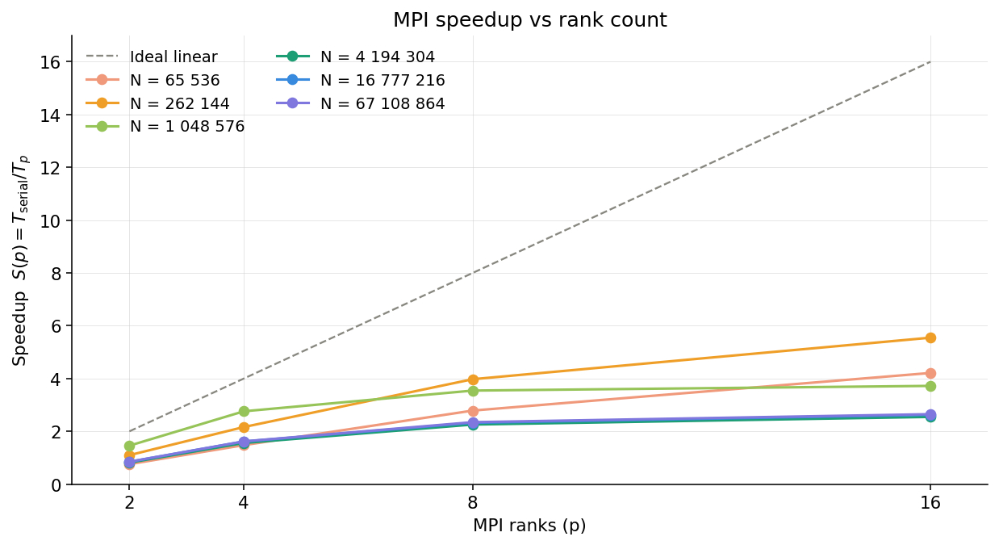 MPI speedup vs rank count
Ideal linear
N = 65 536
N = 262 144
N = 1 048 576
N = 4 194 304
N = 16 777 216
N = 67 108 864
Speedup S(p) = T_serial/T_p
16
14
12
10
8
6
4
2
0
2
4
8
16
MPI ranks (p)